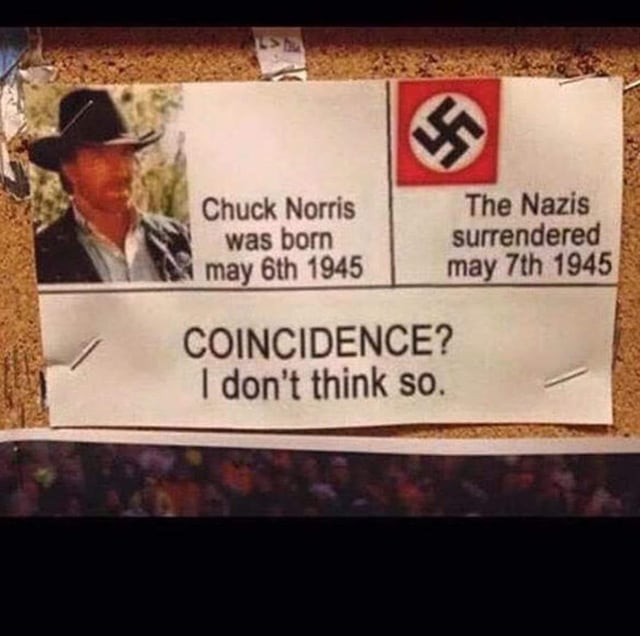 Chuck Norris
was born
may 6th 1945
The Nazis
surrendered
may 7th 1945
COINCIDENCE?
I don't think so.